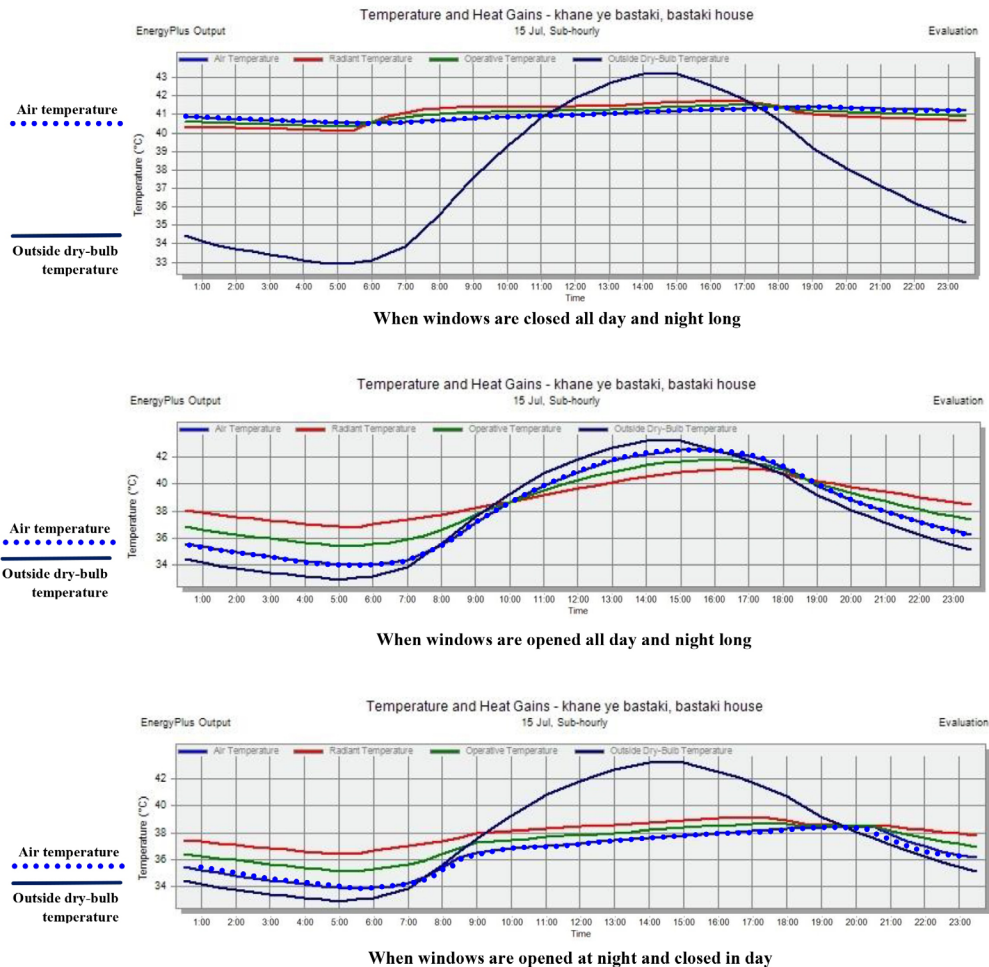 Temperature and Heat Gains - khane ye bastaki, bastaki house
EnergyPlus Output 15 Jul, Sub-hourly Evaluation
Air Temperature Radiant Temperature Operative Temperature Outside Dry-Bulb Temperature
Air temperature
Outside dry-bulb
temperature
Temperature (°C)
43
42
41
40
39
38
37
36
35
34
33
1:00 2:00 3:00 4:00 5:00 6:00 7:00 8:00 9:00 10:00 11:00 12:00 13:00 14:00 15:00 16:00 17:00 18:00 19:00 20:00 21:00 22:00 23:00
Time
When windows are closed all day and night long
Temperature and Heat Gains - khane ye bastaki, bastaki house
EnergyPlus Output 15 Jul, Sub-hourly Evaluation
Air Temperature Radiant Temperature Operative Temperature Outside Dry-Bulb Temperature
Air temperature
Outside dry-bulb
temperature
Temperature (°C)
42
40
38
36
34
1:00 2:00 3:00 4:00 5:00 6:00 7:00 8:00 9:00 10:00 11:00 12:00 13:00 14:00 15:00 16:00 17:00 18:00 19:00 20:00 21:00 22:00 23:00
Time
When windows are opened all day and night long
Temperature and Heat Gains - khane ye bastaki, bastaki house
EnergyPlus Output 15 Jul, Sub-hourly Evaluation
Air Temperature Radiant Temperature Operative Temperature Outside Dry-Bulb Temperature
Air temperature
Outside dry-bulb
temperature
Temperature (°C)
42
40
38
36
34
1:00 2:00 3:00 4:00 5:00 6:00 7:00 8:00 9:00 10:00 11:00 12:00 13:00 14:00 15:00 16:00 17:00 18:00 19:00 20:00 21:00 22:00 23:00
Time
When windows are opened at night and closed in day